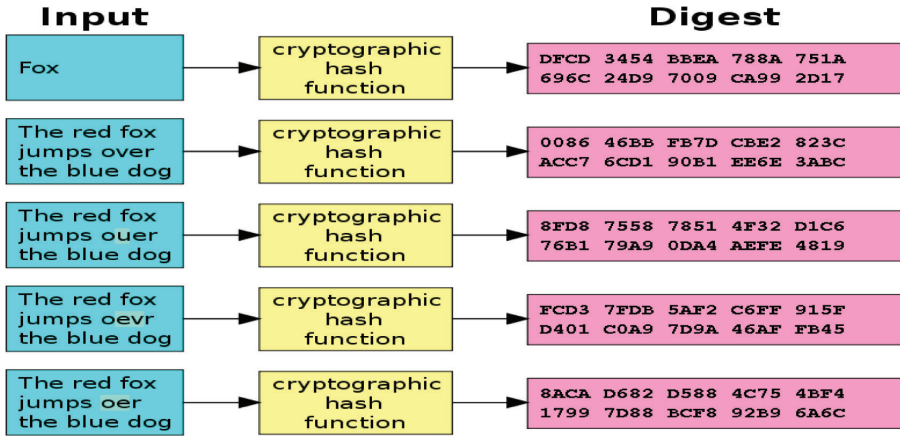 Input Digest
Fox
cryptographic
hash
function
DFCD 3454 BBEA 788A 751A
696C 24D9 7009 CA99 2D17
The red fox
jumps over
the blue dog
cryptographic
hash
function
0086 46BB FB7D CBE2 823C
ACC7 6CD1 90B1 EE6E 3ABC
The red fox
jumps ouer
the blue dog
cryptographic
hash
function
8FD8 7558 7851 4F32 D1C6
76B1 79A9 0DA4 AEFE 4819
The red fox
jumps oevr
the blue dog
cryptographic
hash
function
FCD3 7FDB 5AF2 C6FF 915F
D401 C0A9 7D9A 46AF FB45
The red fox
jumps oer
the blue dog
cryptographic
hash
function
8ACA D682 D588 4C75 4BF4
1799 7D88 BCF8 92B9 6A6C